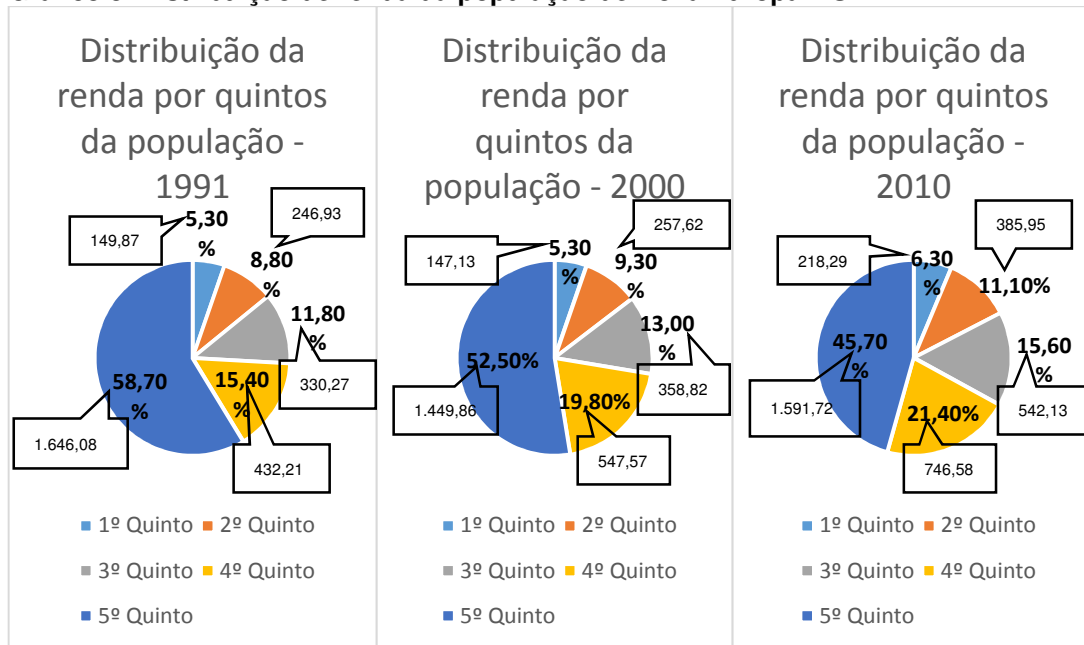 Distribuição da
renda por quintos
da população -
1991
5,30
%
149,87
246,93
8,80
%
11,80
%
330,27
15,40
%
432,21
58,70
%
1.646,08
1º Quinto 2º Quinto
3º Quinto 4º Quinto
5º Quinto
Distribuição da
renda por
quintos da
população - 2000
5,30
%
147,13
257,62
9,30
%
13,00
%
358,82
19,80%
547,57
52,50%
1.449,86
1º Quinto 2º Quinto
3º Quinto 4º Quinto
5º Quinto
Distribuição da
renda por quintos
da população -
2010
6,30
%
218,29
385,95
11,10%
15,60
%
542,13
21,40%
746,58
45,70
%
1.591,72
1º Quinto 2º Quinto
3º Quinto 4º Quinto
5º Quinto